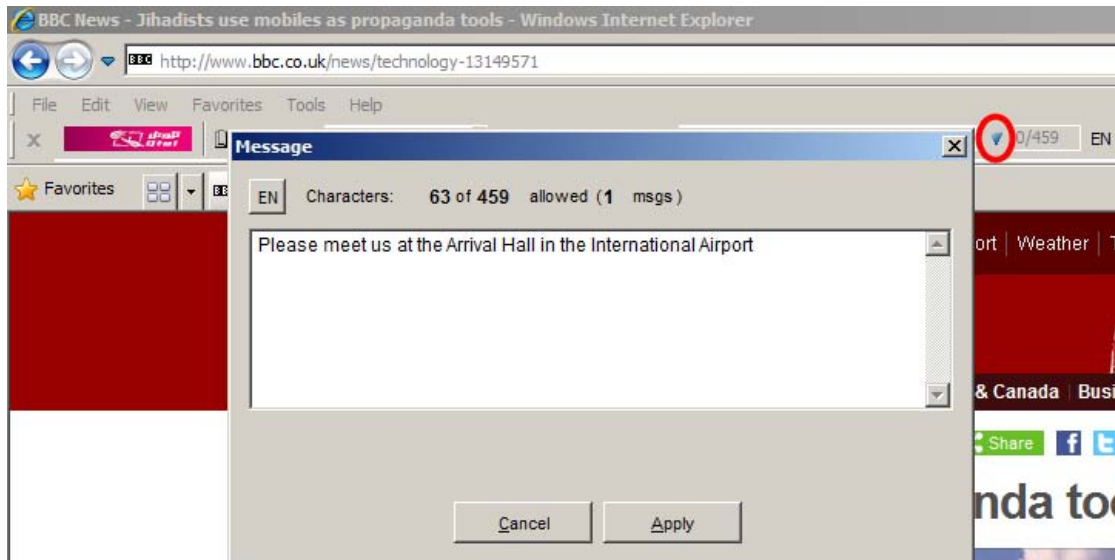 BBC News - Jihadists use mobiles as propaganda tools - Windows Internet Explorer
BBC http://www.bbc.co.uk/news/technology-13149571
File Edit View Favorites Tools Help
x 0/459 EN
Message
Favorites
EN Characters: 63 of 459 allowed (1 msgs)
Please meet us at the Arrival Hall in the International Airport
ort Weather
& Canada Busi
Share f t
nda too
Cancel Apply